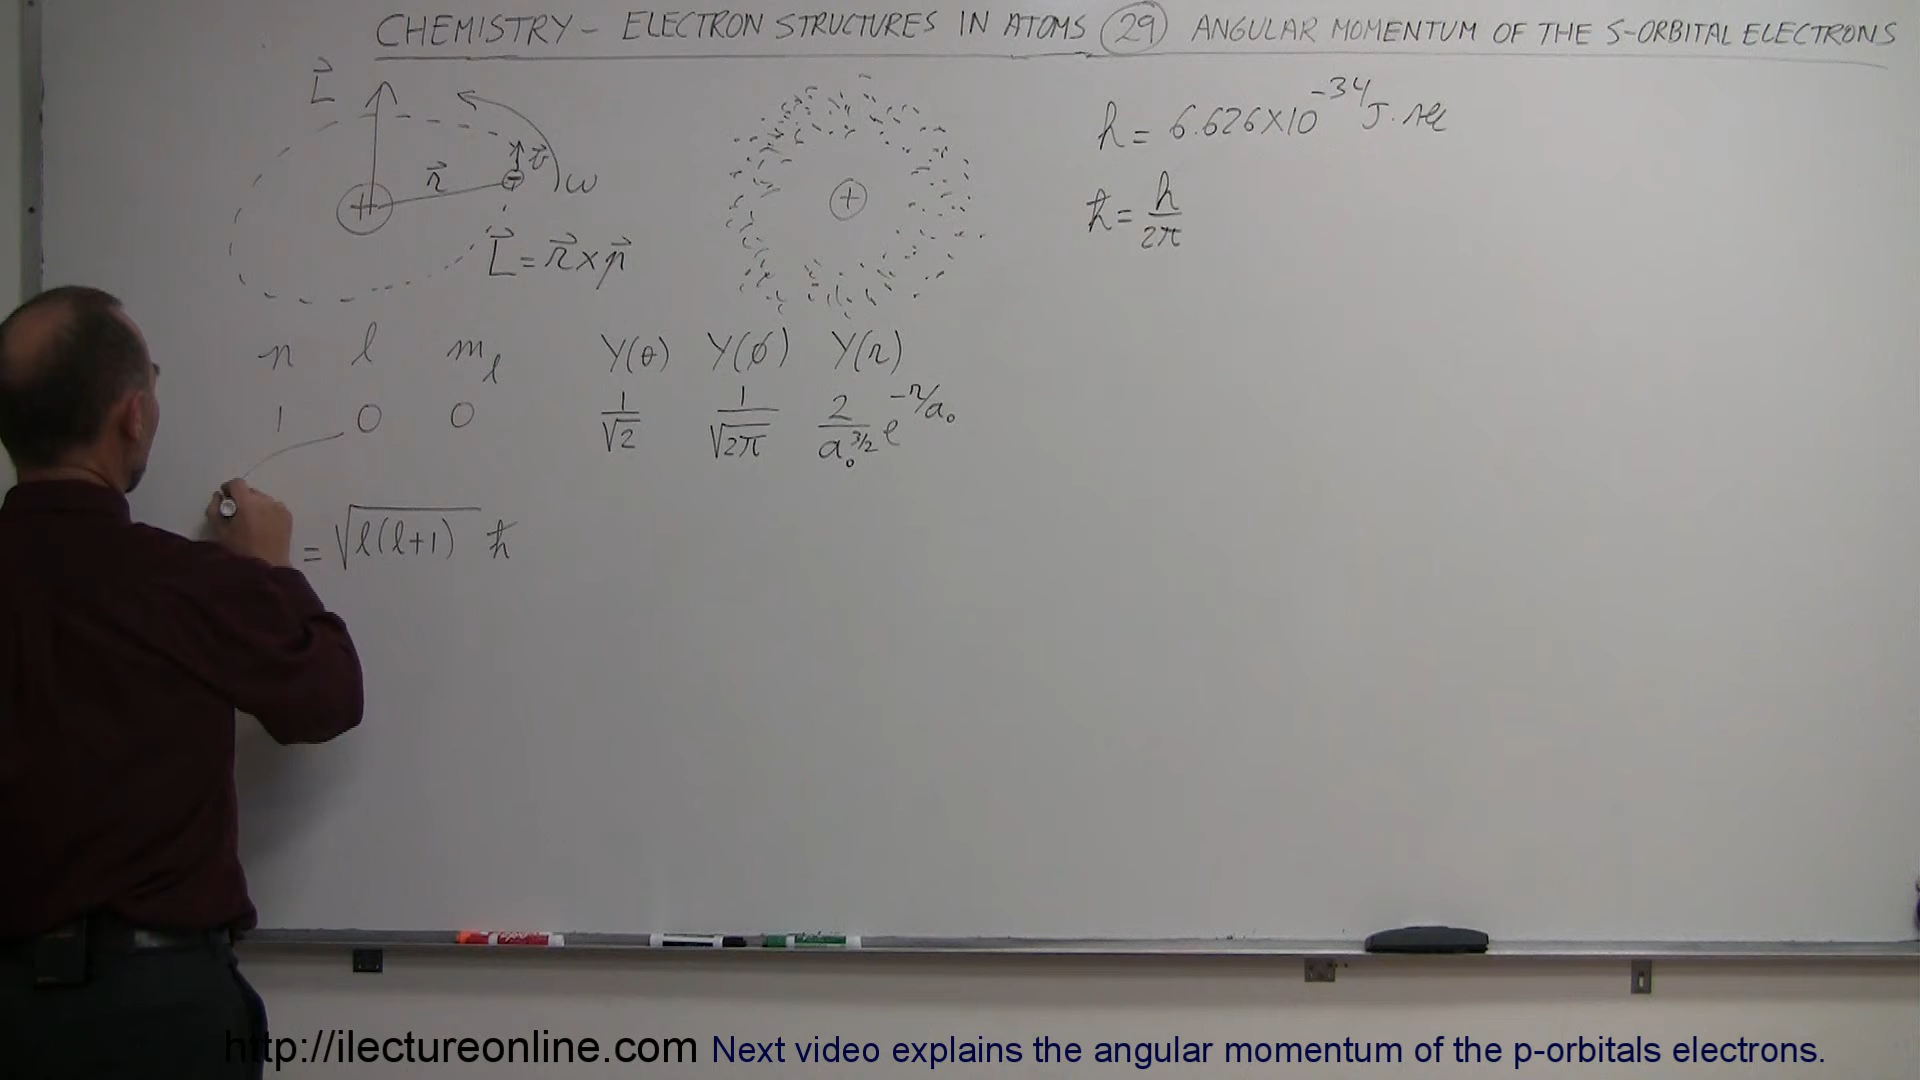 CHEMISTRY – ELECTRON STRUCTURES IN ATOMS 29 ANGULAR MOMENTUM OF THE S-ORBITAL ELECTRONS
L⃗
+ r⃗ - v⃗ ω
L⃗ = r⃗ × p⃗
+
h = 6.626×10⁻³⁴ J·sec
ħ = h/2π
n l mₗ Y(θ) Y(ϕ) Y(r)
1 0 0 1/√2 1/√2π 2/a₀^(3/2) e^(-r/a₀)
= √l(l+1) ħ
http://ilectureonline.com Next video explains the angular momentum of the p-orbitals electrons.